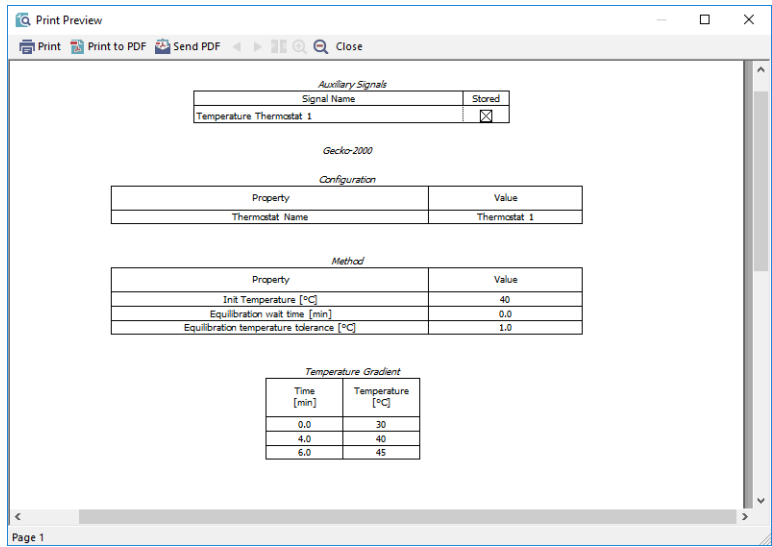 Print Preview
Print Print to PDF Send PDF Close
Auxiliary Signals
Signal Name Stored
Temperature Thermostat 1
Gecko-2000
Configuration
Property Value
Thermostat Name Thermostat 1
Method
Property Value
Init Temperature [ºC] 40
Equilibration wait time [min] 0.0
Equilibration temperature tolerance [ºC] 1.0
Temperature Gradient
Time Temperature
[min] [ºC]
0.0 30
4.0 40
6.0 45
Page 1